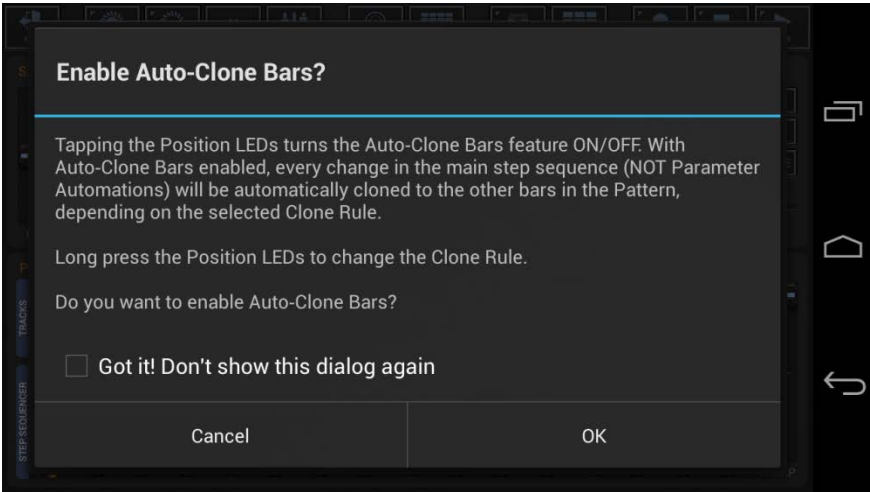 Enable Auto-Clone Bars?
Tapping the Position LEDs turns the Auto-Clone Bars feature ON/OFF. With
Auto-Clone Bars enabled, every change in the main step sequence (NOT Parameter
Automations) will be automatically cloned to the other bars in the Pattern,
depending on the selected Clone Rule.
Long press the Position LEDs to change the Clone Rule.
Do you want to enable Auto-Clone Bars?
Got it! Don't show this dialog again
Cancel
OK
TRACKS
STEP SEQUENCER